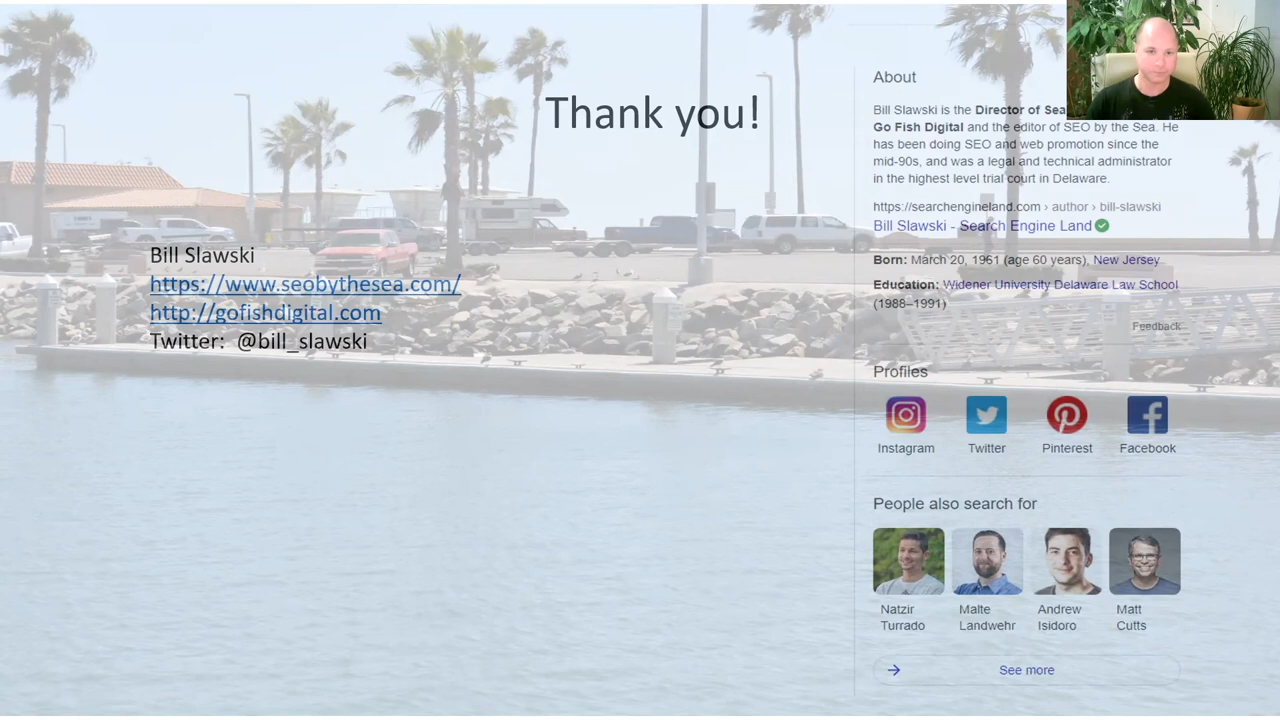 Thank you!
Bill Slawski
https://www.seobythesea.com/
http://gofishdigital.com
Twitter: @bill_slawski
About
Bill Slawski is the Director of Sea
Go Fish Digital and the editor of SEO by the Sea. He
has been doing SEO and web promotion since the
mid-90s, and was a legal and technical administrator
in the highest level trial court in Delaware.
https://searchengineland.com › author › bill-slawski
Bill Slawski - Search Engine Land
Born: March 20, 1961 (age 60 years), New Jersey
Education: Widener University Delaware Law School
(1988–1991)
Feedback
Profiles
Instagram Twitter Pinterest Facebook
People also search for
Natzir Turrado
Malte Landwehr
Andrew Isidoro
Matt Cutts
See more